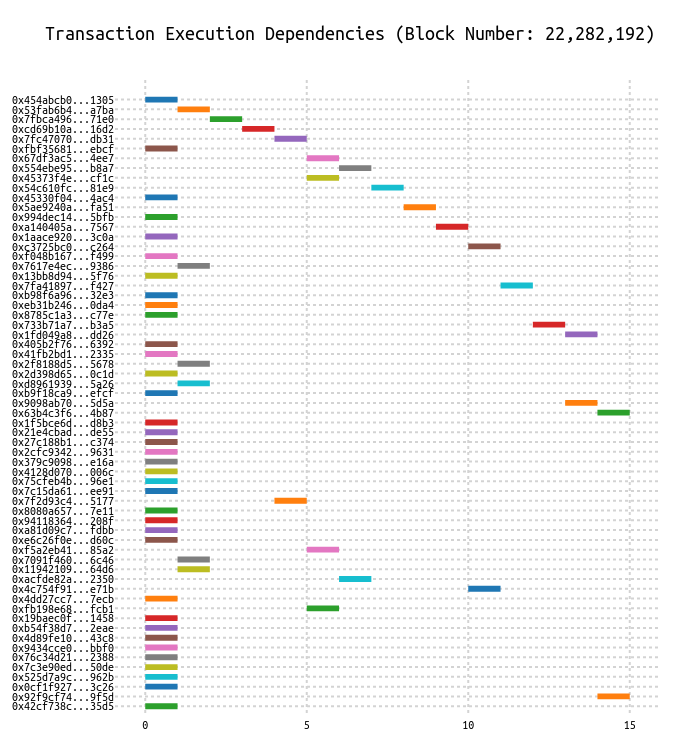 Transaction Execution Dependencies (Block Number: 22,282,192)
0x454abcb0...1305
0x53fab6b4...a7ba
0x7fbca496...71e0
0xcd69b10a...16d2
0x7fc47070...db31
0xfbf35681...ebcf
0x67df3ac5...4ee7
0x554ebe95...b8a7
0x45373f4e...cf1c
0x54c610fc...81e9
0x45330f04...4ac4
0x5ae9240a...fa51
0x994dec14...5bfb
0xa140405a...7567
0x1aace920...3c0a
0xc3725bc0...c264
0xf048b167...f499
0x7617e4ec...9386
0x13bb8d94...5f76
0x7fa41897...f427
0xb98f6a96...32e3
0xeb31b246...0da4
0x8785c1a3...c77e
0x733b71a7...b3a5
0x1fd049a8...dd26
0x405b2f76...6392
0x41fb2bd1...2335
0x2f8188d5...5678
0x2d398d65...0c1d
0xd8961939...5a26
0xb9f18ca9...efcf
0x9098ab70...5d5a
0x63b4c3f6...4b87
0x1f5bce6d...d8b3
0x21e4cbad...de55
0x27c188b1...c374
0x2cfc9342...9631
0x379c9098...e16a
0x4128d070...006c
0x75cfeb4b...96e1
0x7c15da61...ee91
0x7f2d93c4...5177
0x8080a657...7e11
0x94118364...208f
0xa81d09c7...fdbb
0xe6c26f0e...d60c
0xf5a2eb41...85a2
0x7091f460...6c46
0x11942109...64d6
0xacfde82a...2350
0x4c754f91...e71b
0x4dd27cc7...7ecb
0xfb198e68...fcb1
0x19baec0f...1458
0xb54f38d7...2eae
0x4d89fe10...43c8
0x9434cce0...bbf0
0x76c34d21...2388
0x7c3e90ed...50de
0x525d7a9c...962b
0x0cf1f927...3c26
0x92f9cf74...9f5d
0x42cf738c...35d5
0 5 10 15